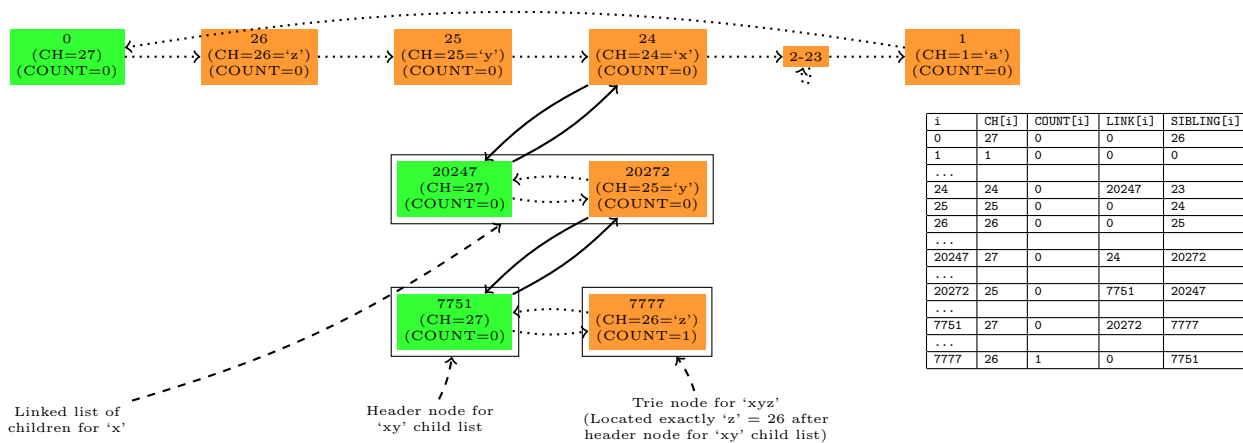 0
(CH=27)
(COUNT=0)
26
(CH=26=‘z’)
(COUNT=0)
25
(CH=25=‘y’)
(COUNT=0)
24
(CH=24=‘x’)
(COUNT=0)
2-23
1
(CH=1=‘a’)
(COUNT=0)
20247
(CH=27)
(COUNT=0)
20272
(CH=25=‘y’)
(COUNT=0)
7751
(CH=27)
(COUNT=0)
7777
(CH=26=‘z’)
(COUNT=1)
Linked list of
children for ‘x’
Header node for
‘xy’ child list
Trie node for ‘xyz’
(Located exactly ‘z’ = 26 after
header node for ‘xy’ child list)
i CH[i] COUNT[i] LINK[i] SIBLING[i]
0 27 0 0 26
1 1 0 0 0
...
24 24 0 20247 23
25 25 0 0 24
26 26 0 0 25
...
20247 27 0 24 20272
...
20272 25 0 7751 20247
...
7751 27 0 20272 7777
...
7777 26 1 0 7751